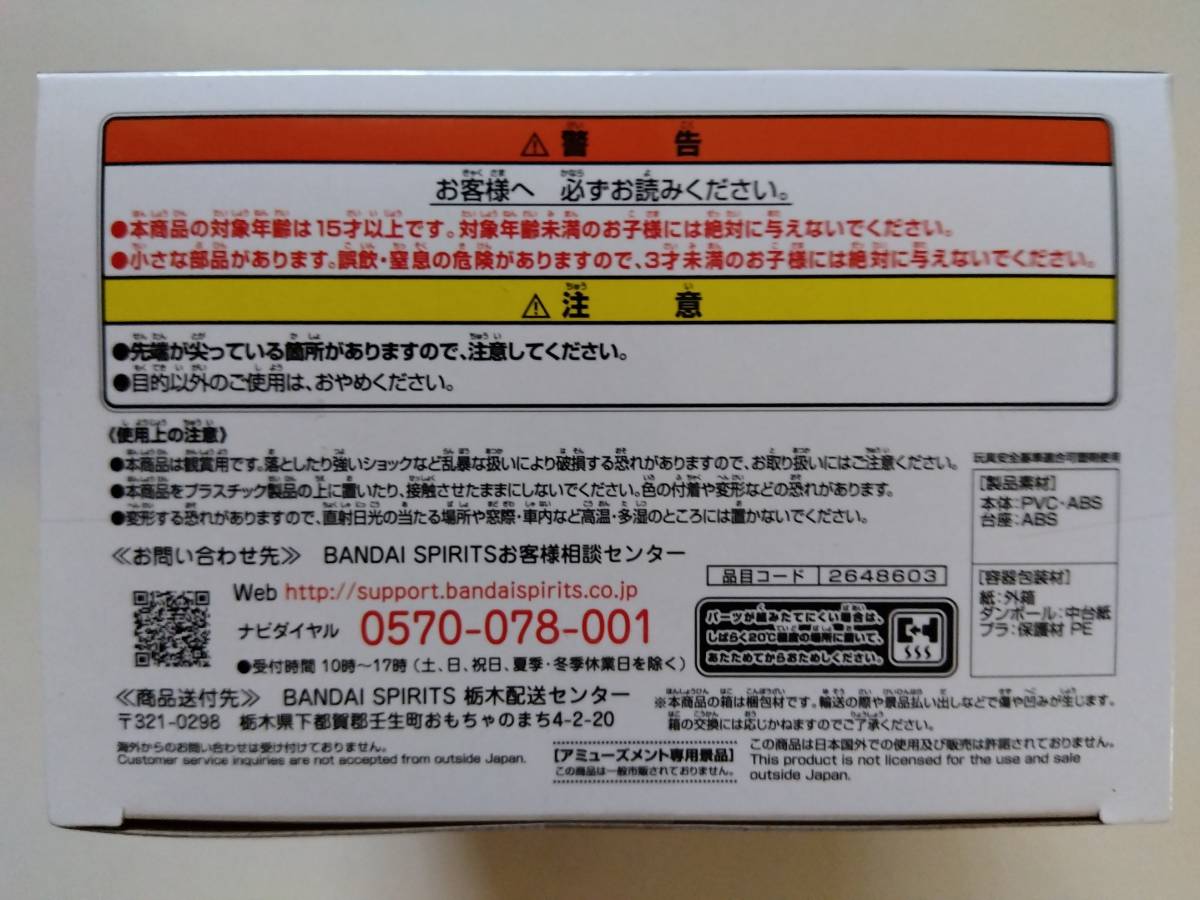 ⚠警 告
お客様へ 必ずお読みください。
●本商品の対象年齢は15才以上です。対象年齢未満のお子様には絶対に与えないでください。
●小さな部品があります。誤飲・窒息の危険がありますので、3才未満のお子様には絶対に与えないでください。
⚠注 意
●先端が尖っている箇所がありますので、注意してください。
●目的以外のご使用は、おやめください。
《使用上の注意》
●本商品は観賞用です。落としたり強いショックなど乱暴な扱いにより破損する恐れがありますので、お取り扱いにはご注意ください。
●本商品をプラスチック製品の上に置いたり、接触させたままにしないでください。色の付着や変形などの恐れがあります。
●変形する恐れがありますので、直射日光の当たる場所や窓際・車内など高温・多湿のところには置かないでください。
玩具安全基準適合可塑剤使用
[製品素材]
本体:PVC・ABS
台座:ABS
[容器包装材]
紙:外箱
ダンボール:中台紙
プラ:保護材 PE
≪お問い合わせ先≫ BANDAI SPIRITSお客様相談センター
Web http://support.bandaispirits.co.jp
ナビダイヤル 0570-078-001
●受付時間 10時〜17時(土、日、祝日、夏季・冬季休業日を除く)
品目コード 2648603
パーツが組みたてにくい場合は、
しばらく20℃程度の場所に置いて、
あたためてからおためしください。
≪商品送付先≫ BANDAI SPIRITS 栃木配送センター
〒321-0298 栃木県下都賀郡壬生町おもちゃのまち4-2-20
※本商品の箱は梱包材です。輸送の際や景品払い出しなどで傷や凹みが生じます。
箱の交換には応じかねますのでご了承ください。
海外からのお問い合わせは受け付けておりません。
Customer service inquiries are not accepted from outside Japan.
[アミューズメント専用景品]
この商品は一般市販されておりません。
この商品は日本国外での使用及び販売は許諾されておりません。
This product is not licensed for the use and sale
outside Japan.